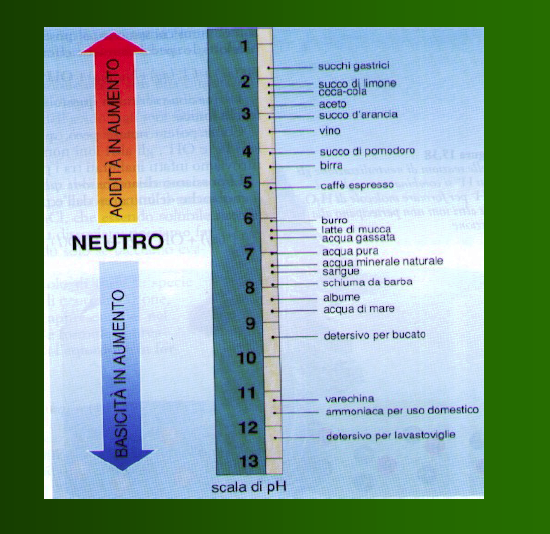 ACIDITÀ IN AUMENTO
NEUTRO
BASICITÀ IN AUMENTO
1
2
3
4
5
6
7
8
9
10
11
12
13
succhi gastrici
succo di limone
coca-cola
aceto
succo d'arancia
vino
succo di pomodoro
birra
caffè espresso
burro
latte di mucca
acqua gassata
acqua pura
acqua minerale naturale
sangue
schiuma da barba
albume
acqua di mare
detersivo per bucato
varechina
ammoniaca per uso domestico
detersivo per lavastoviglie
scala di pH